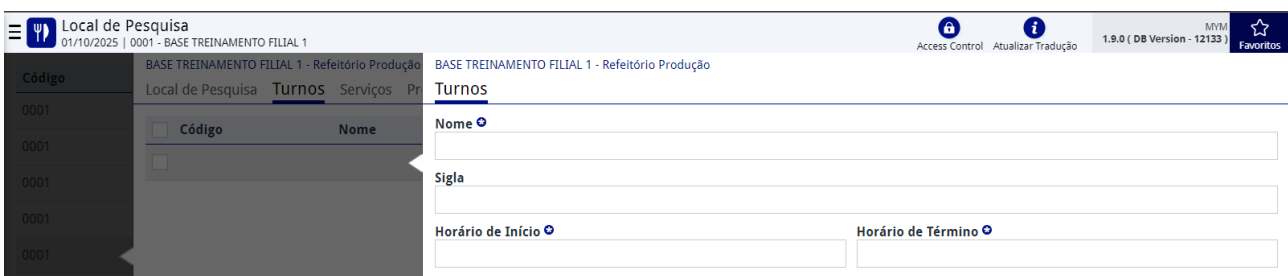 Local de Pesquisa
01/10/2025 | 0001 - BASE TREINAMENTO FILIAL 1
Access Control
Atualizar Tradução
MYM
1.9.0 ( DB Version - 12133 )
Favoritos
Código
0001
0001
0001
0001
0001
BASE TREINAMENTO FILIAL 1 - Refeitório Produção
Local de Pesquisa Turnos Serviços Pr
Código Nome
BASE TREINAMENTO FILIAL 1 - Refeitório Produção
Turnos
Nome
Sigla
Horário de Início Horário de Término